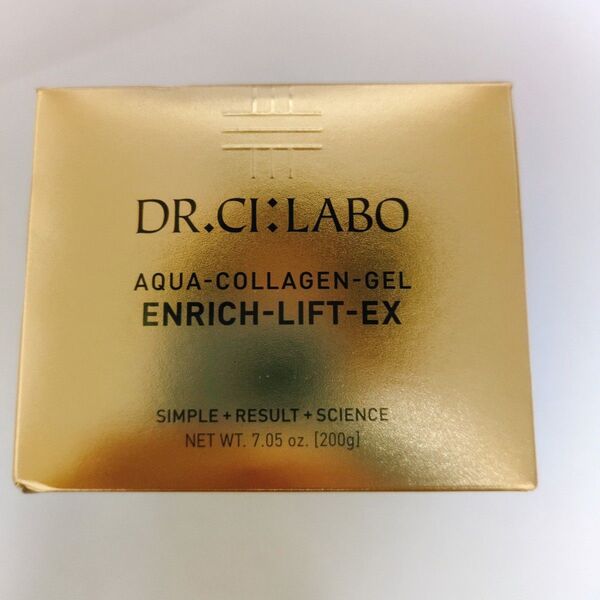 DR.CI:LABO
AQUA-COLLAGEN-GEL
ENRICH-LIFT-EX
SIMPLE+RESULT+SCIENCE
NET WT. 7.05 oz. [200g]